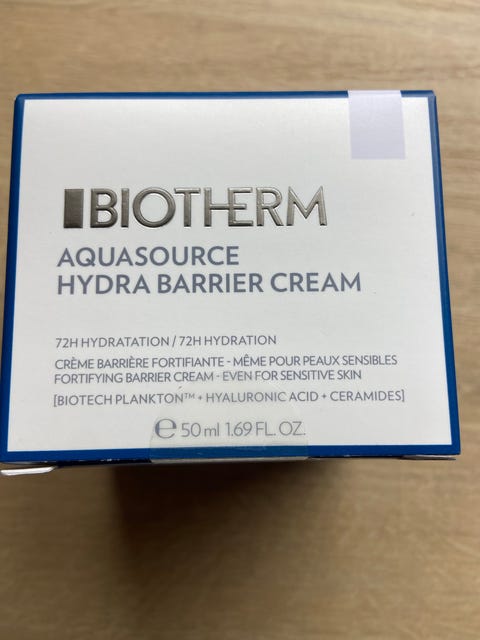 BIOTHERM
AQUASOURCE
HYDRA BARRIER CREAM
72H HYDRATATION / 72H HYDRATION
CRÈME BARRIÈRE FORTIFIANTE - MÊME POUR PEAUX SENSIBLES
FORTIFYING BARRIER CREAM - EVEN FOR SENSITIVE SKIN
[BIOTECH PLANKTON™ + HYALURONIC ACID + CERAMIDES]
℮ 50 ml 1.69 FL. OZ.